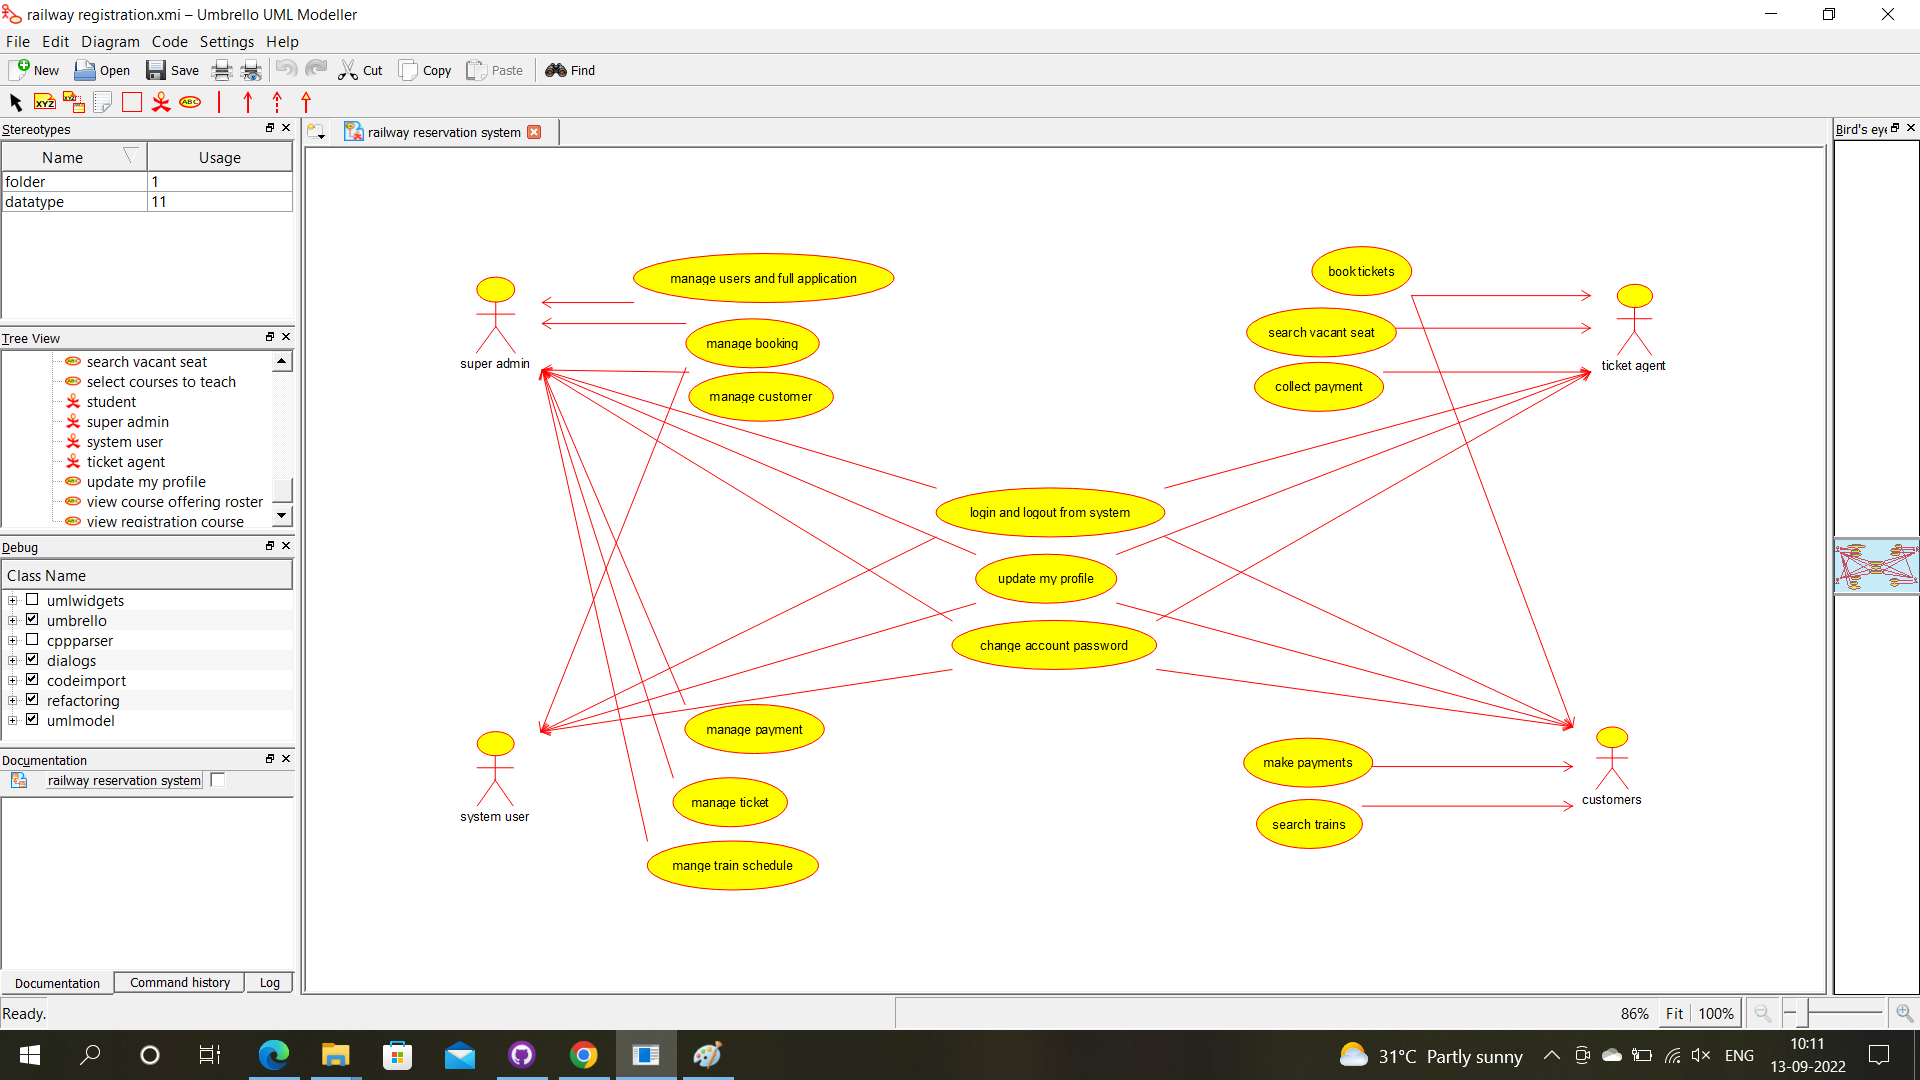 railway registration.xmi – Umbrello UML Modeller
File Edit Diagram Code Settings Help
New Open Save Cut Copy Paste Find
XYZ XYZ ABC
Stereotypes
Name Usage
folder 1
datatype 11
Tree View
search vacant seat
select courses to teach
student
super admin
system user
ticket agent
update my profile
view course offering roster
view registration course
Debug
Class Name
umlwidgets
umbrello
cppparser
dialogs
codeimport
refactoring
umlmodel
Documentation
railway reservation system
Documentation Command history Log
Ready.
railway reservation system
manage users and full application
manage booking
manage customer
super admin
book tickets
search vacant seat
collect payment
ticket agent
login and logout from system
update my profile
change account password
manage payment
manage ticket
mange train schedule
system user
make payments
search trains
customers
Bird's eye
86% Fit 100%
31°C Partly sunny
ENG
10:11
13-09-2022